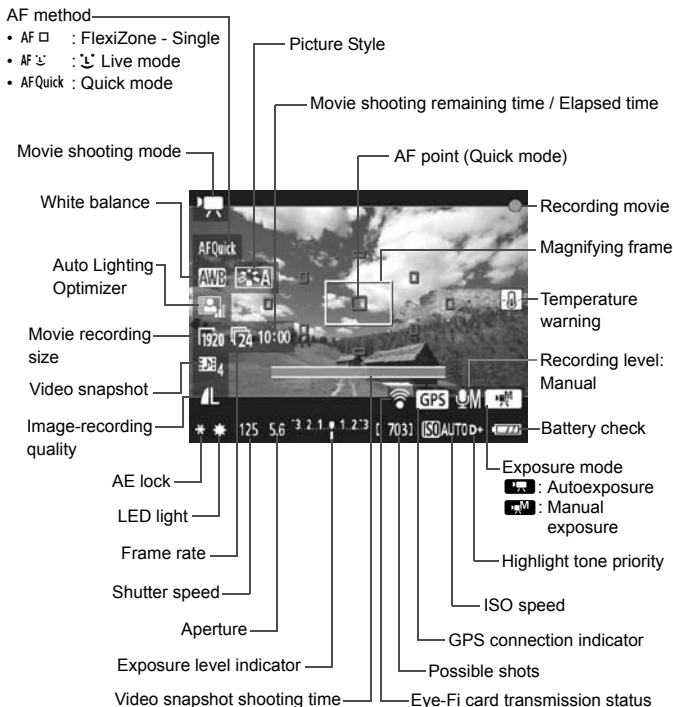 AF method
• AF □ : FlexiZone - Single
• AF : Live mode
• AFQuick : Quick mode
Picture Style
Movie shooting remaining time / Elapsed time
Movie shooting mode
AF point (Quick mode)
White balance
Recording movie
Magnifying frame
Auto Lighting
Optimizer
Temperature
warning
Movie recording
size
Recording level:
Manual
Video snapshot
Image-recording
quality
Battery check
AE lock
Exposure mode
: Autoexposure
M : Manual
exposure
LED light
Frame rate
Highlight tone priority
Shutter speed
ISO speed
Aperture
GPS connection indicator
Exposure level indicator
Possible shots
Video snapshot shooting time
Eye-Fi card transmission status
AFQuick
AWB A
1920 24 10:00
4
L
GPS M M
125 5.6 -3..2..1..▮..1..2.:3 [ 703] ISO AUTO D+